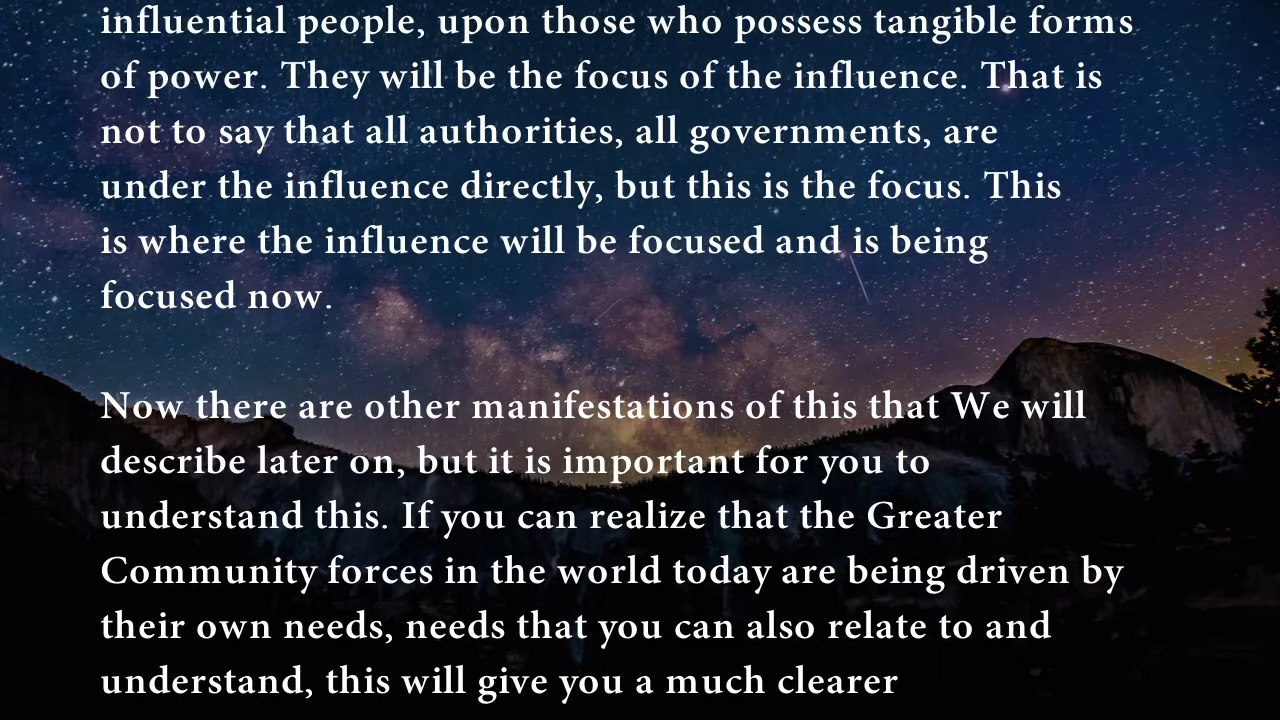 influential people, upon those who possess tangible forms
of power. They will be the focus of the influence. That is
not to say that all authorities, all governments, are
under the influence directly, but this is the focus. This
is where the influence will be focused and is being
focused now.
Now there are other manifestations of this that We will
describe later on, but it is important for you to
understand this. If you can realize that the Greater
Community forces in the world today are being driven by
their own needs, needs that you can also relate to and
understand, this will give you a much clearer